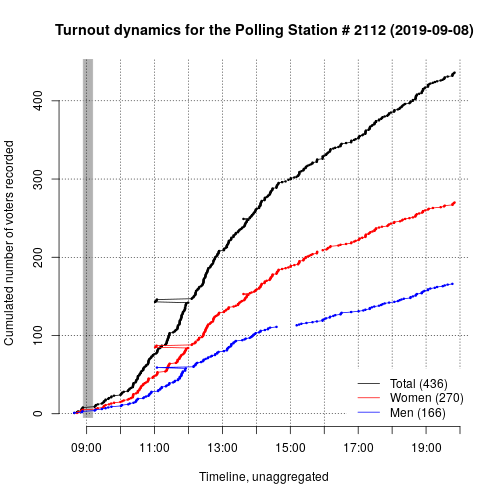 Turnout dynamics for the Polling Station # 2112 (2019-09-08)
Cumulated number of voters recorded
400
300
200
100
0
Total (436)
Women (270)
Men (166)
09:00 11:00 13:00 15:00 17:00 19:00
Timeline, unaggregated